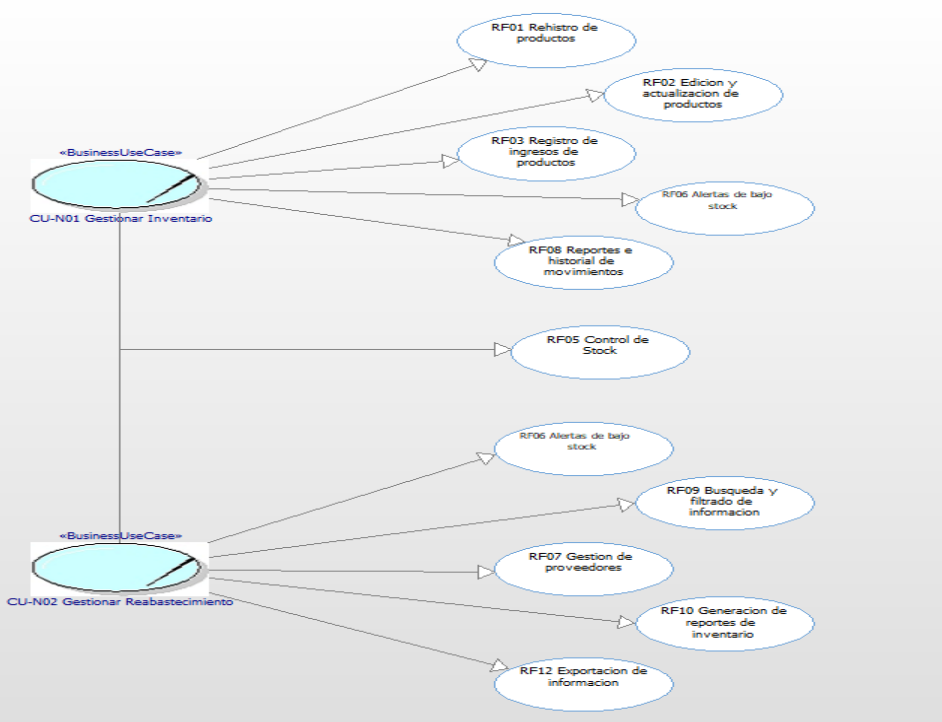 RF01 Rehistro de
productos
RF02 Edicion y
actualizacion de
productos
RF03 Registro de
ingresos de
productos
«BusinessUseCase»
CU-N01 Gestionar Inventario
RF06 Alertas de bajo
stock
RF08 Reportes e
historial de
movimientos
RF05 Control de
Stock
RF06 Alertas de bajo
stock
RF09 Busqueda y
filtrado de
informacion
«BusinessUseCase»
CU-N02 Gestionar Reabastecimiento
RF07 Gestion de
proveedores
RF10 Generacion de
reportes de
inventario
RF12 Exportacion de
informacion